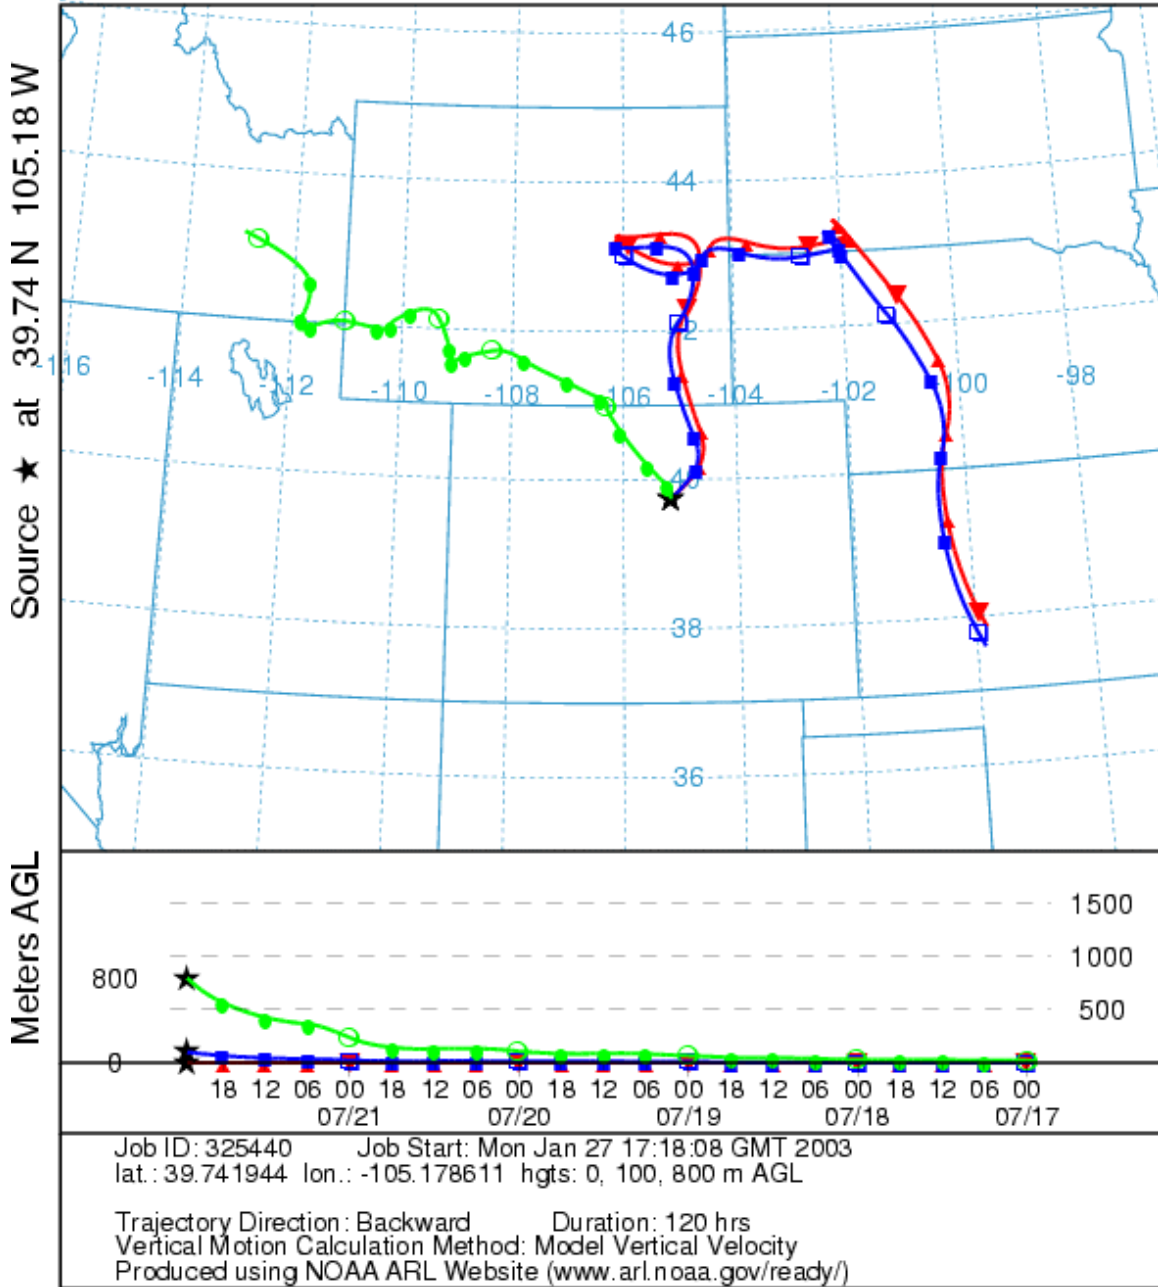 Source ★ at 39.74 N 105.18 W
46
44
2
-116
-114
-112
-110
-108
-106
-104
-102
-100
-98
40
38
36
Meters AGL
1500
1000
800
500
0
18 12 06 00 18 12 06 00 18 12 06 00 18 12 06 00 18 12 06 00
07/21 07/20 07/19 07/18 07/17
Job ID: 325440 Job Start: Mon Jan 27 17:18:08 GMT 2003
lat.: 39.741944 lon.: -105.178611 hgts: 0, 100, 800 m AGL
Trajectory Direction: Backward Duration: 120 hrs
Vertical Motion Calculation Method: Model Vertical Velocity
Produced using NOAA ARL Website (www.arl.noaa.gov/ready/)